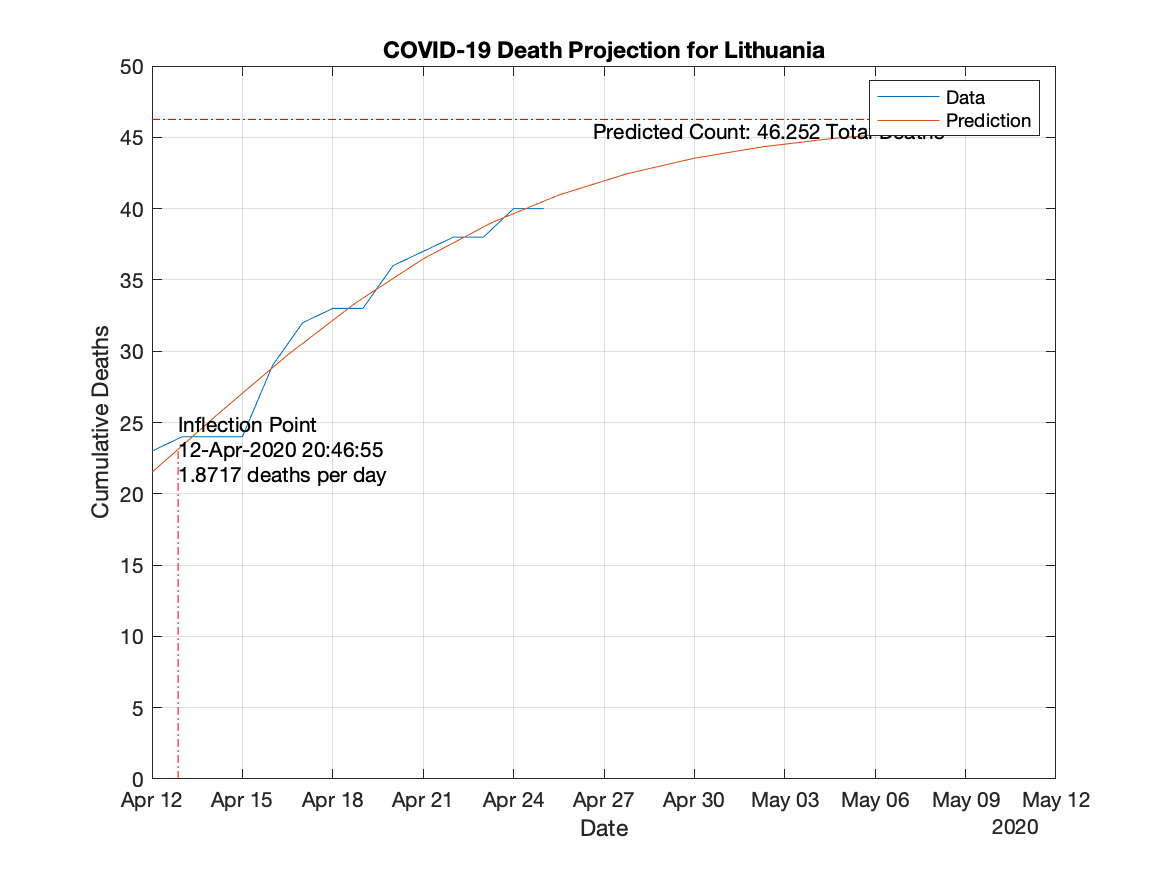 COVID-19 Death Projection for Lithuania
50
45
40
35
30
25
20
15
10
5
0
Cumulative Deaths
Data
Prediction
Predicted Count: 46.252 Total Deaths
Inflection Point
12-Apr-2020 20:46:55
1.8717 deaths per day
Apr 12 Apr 15 Apr 18 Apr 21 Apr 24 Apr 27 Apr 30 May 03 May 06 May 09 May 12
Date
2020